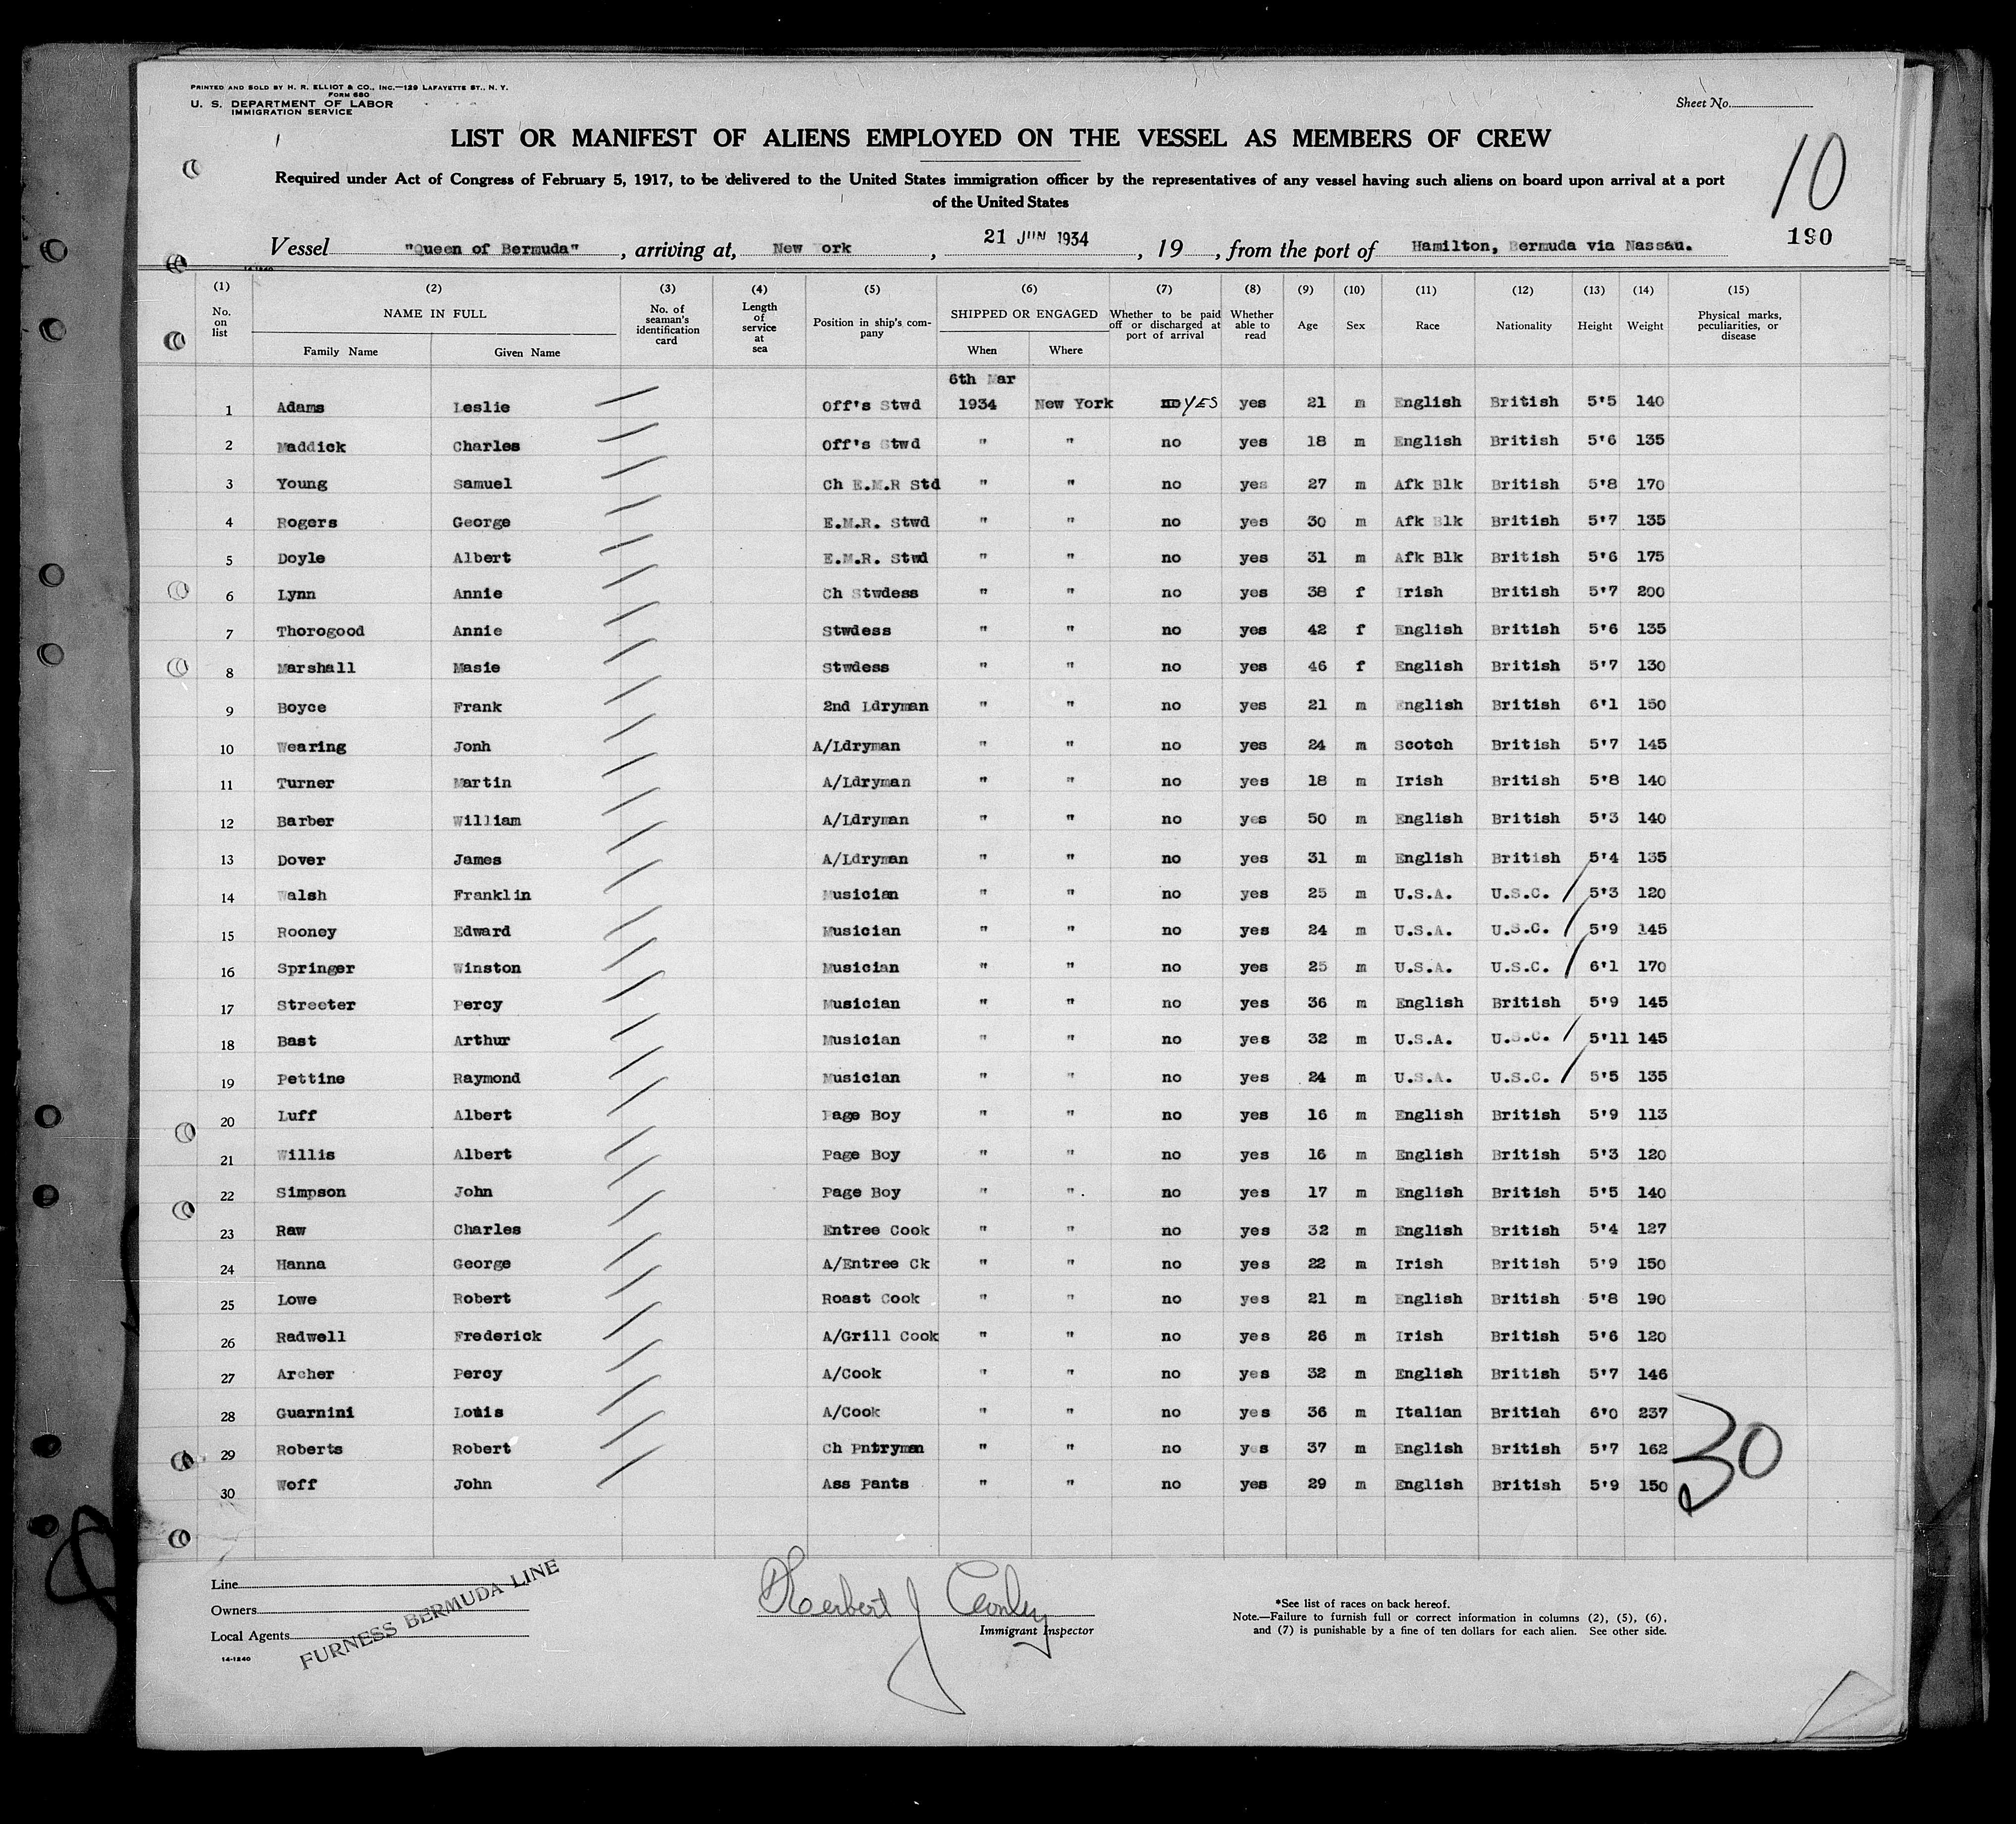 PRINTED AND SOLD BY H. R. ELLIOT & CO., INC.—129 LAFAYETTE ST., N. Y.
FORM 680
U. S. DEPARTMENT OF LABOR
IMMIGRATION SERVICE
Sheet No.
LIST OR MANIFEST OF ALIENS EMPLOYED ON THE VESSEL AS MEMBERS OF CREW
10
Required under Act of Congress of February 5, 1917, to be delivered to the United States immigration officer by the representatives of any vessel having such aliens on board upon arrival at a port
of the United States
Vessel "Queen of Bermuda", arriving at, New York, 21 JUN 1934, 19, from the port of Hamilton, Bermuda via Nassau. 190
14-1240
(1) (2) (3) (4) (5) (6) (7) (8) (9) (10) (11) (12) (13) (14) (15)
No. on list NAME IN FULL Family Name Given Name No. of seaman's identification card Length of service at sea Position in ship's company SHIPPED OR ENGAGED When Where Whether to be paid off or discharged at port of arrival Whether able to read Age Sex Race Nationality Height Weight Physical marks, peculiarities, or disease
6th Mar
1 Adams Leslie Off's Stwd 1934 New York no YES yes 21 m English British 5'5 140
2 Maddick Charles Off's Stwd " " no yes 18 m English British 5'6 135
3 Young Samuel Ch E.M.R Std " " no yes 27 m Afk Blk British 5'8 170
4 Rogers George E.M.R. Stwd " " no yes 30 m Afk Blk British 5'7 135
5 Doyle Albert E.M.R. Stwd " " no yes 31 m Afk Blk British 5'6 175
6 Lynn Annie Ch Stwdess " " no yes 38 f Irish British 5'7 200
7 Thorogood Annie Stwdess " " no yes 42 f English British 5'6 135
8 Marshall Masie Stwdess " " no yes 46 f English British 5'7 130
9 Boyce Frank 2nd Ldryman " " no yes 21 m English British 6'1 150
10 Wearing Jonh A/Ldryman " " no yes 24 m Scotch British 5'7 145
11 Turner Martin A/Ldryman " " no yes 18 m Irish British 5'8 140
12 Barber William A/Ldryman " " no yes 50 m English British 5'3 140
13 Dover James A/Ldryman " " no yes 31 m English British 5'4 135
14 Walsh Franklin Musician " " no yes 25 m U.S.A. U.S.C. 5'3 120
15 Rooney Edward Musician " " no yes 24 m U.S.A. U.S.C. 5'9 145
16 Springer Winston Musician " " no yes 25 m U.S.A. U.S.C. 6'1 170
17 Streeter Percy Musician " " no yes 36 m English British 5'9 145
18 Bast Arthur Musician " " no yes 32 m U.S.A. U.S.C. 5'11 145
19 Pettine Raymond Musician " " no yes 24 m U.S.A. U.S.C. 5'5 135
20 Luff Albert Page Boy " " no yes 16 m English British 5'9 113
21 Willis Albert Page Boy " " no yes 16 m English British 5'3 120
22 Simpson John Page Boy " " no yes 17 m English British 5'5 140
23 Raw Charles Entree Cook " " no yes 32 m English British 5'4 127
24 Hanna George A/Entree Ck " " no yes 22 m Irish British 5'9 150
25 Lowe Robert Roast Cook " " no yes 21 m English British 5'8 190
26 Radwell Frederick A/Grill Cook " " no yes 26 m Irish British 5'6 120
27 Archer Percy A/Cook " " no yes 32 m English British 5'7 146
28 Guarnini Louis A/Cook " " no yes 36 m Italian Britiah 6'0 237
29 Roberts Robert Ch Pntryman " " no yes 37 m English British 5'7 162
30
30 Woff John Ass Pants " " no yes 29 m English British 5'9 150
Line
Owners
Local Agents
FURNESS BERMUDA LINE
14-1240
Herbert J Conley
Immigrant Inspector
*See list of races on back hereof.
Note.—Failure to furnish full or correct information in columns (2), (5), (6),
and (7) is punishable by a fine of ten dollars for each alien. See other side.